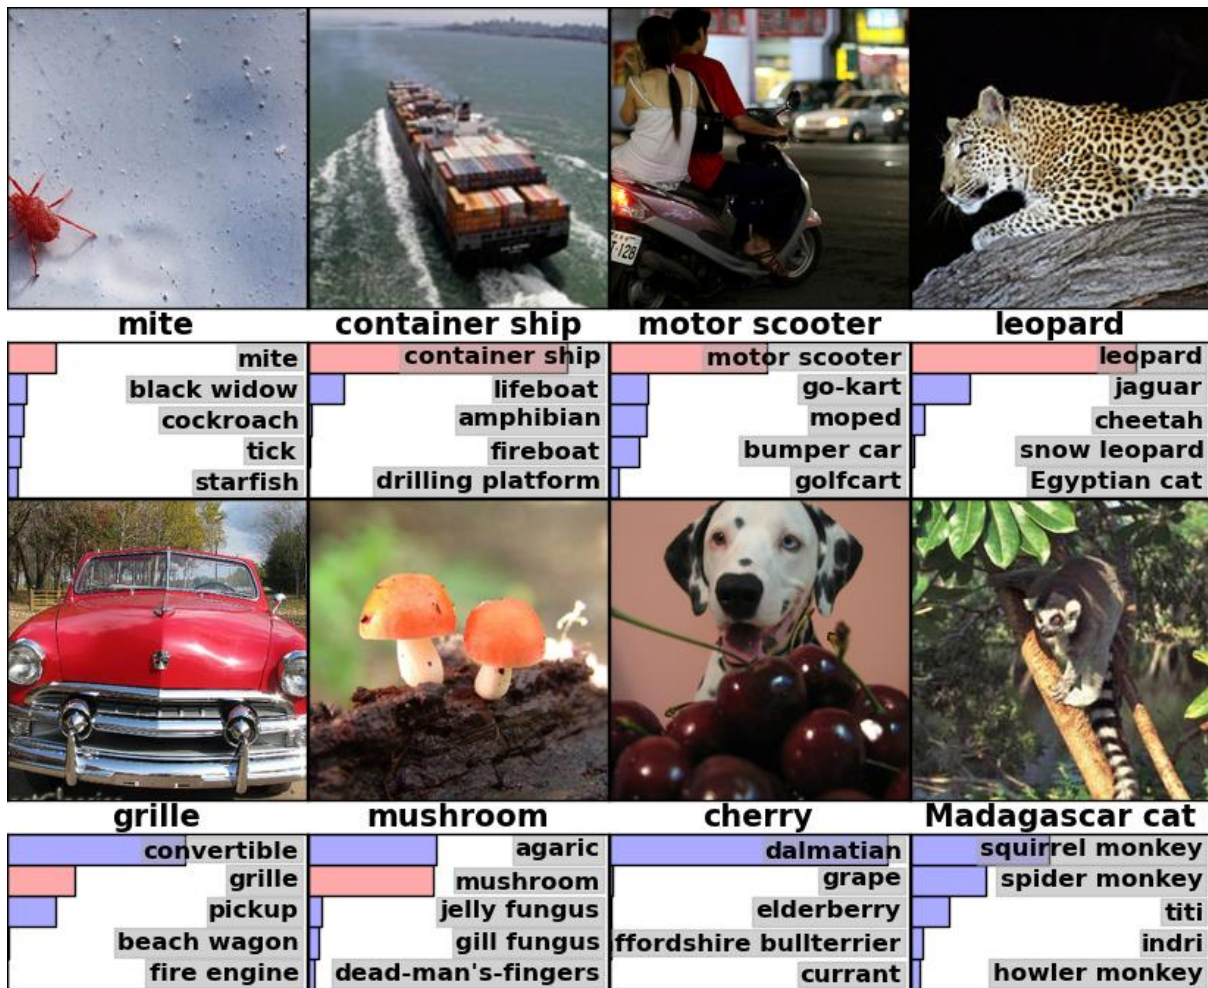 T-128
mite
container ship
motor scooter
leopard
mite
black widow
cockroach
tick
starfish
container ship
lifeboat
amphibian
fireboat
drilling platform
motor scooter
go-kart
moped
bumper car
golfcart
leopard
jaguar
cheetah
snow leopard
Egyptian cat
grille
mushroom
cherry
Madagascar cat
convertible
grille
pickup
beach wagon
fire engine
agaric
mushroom
jelly fungus
gill fungus
dead-man's-fingers
dalmatian
grape
elderberry
ffordshire bullterrier
currant
squirrel monkey
spider monkey
titi
indri
howler monkey